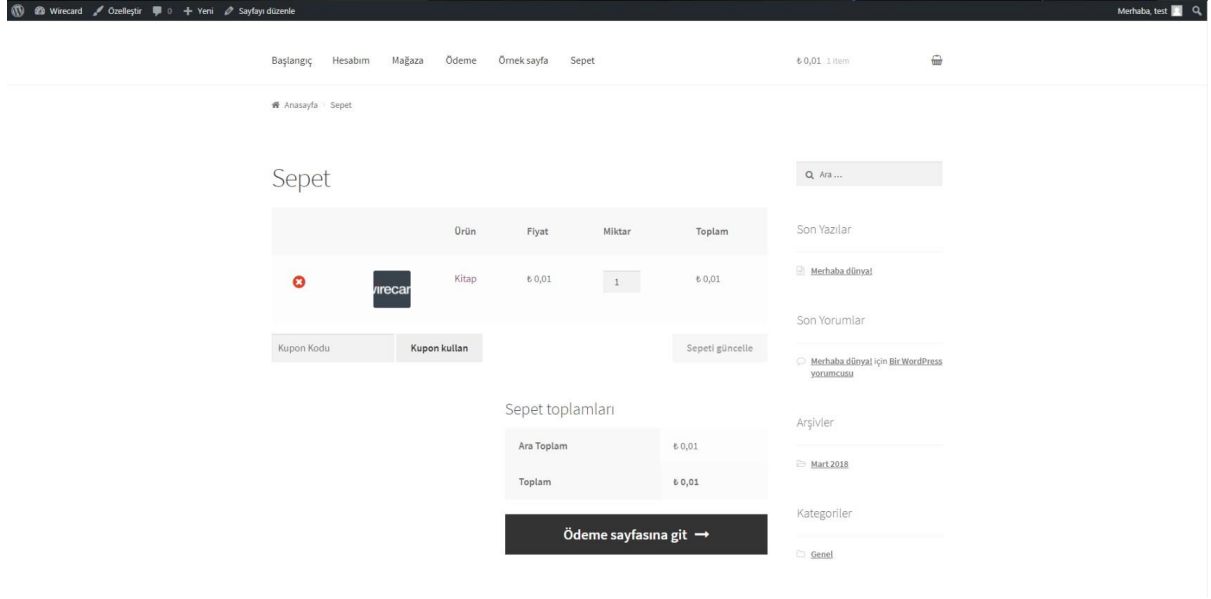 Wirecard Özelleştir 0 Yeni Sayfayı düzenle
Merhaba, test
Başlangıç Hesabım Mağaza Ödeme Örnek sayfa Sepet
₺ 0,01 1 item
Anasayfa Sepet
Sepet
Ürün Fiyat Miktar Toplam
Kitap ₺ 0,01 1 ₺ 0,01
Kupon Kodu Kupon kullan Sepeti güncelle
Sepet toplamları
Ara Toplam ₺ 0,01
Toplam ₺ 0,01
Ödeme sayfasına git →
Ara ...
Son Yazılar
Merhaba dünya!
Son Yorumlar
Merhaba dünya! için Bir WordPress
yorumcusu
Arşivler
Mart 2018
Kategoriler
Genel